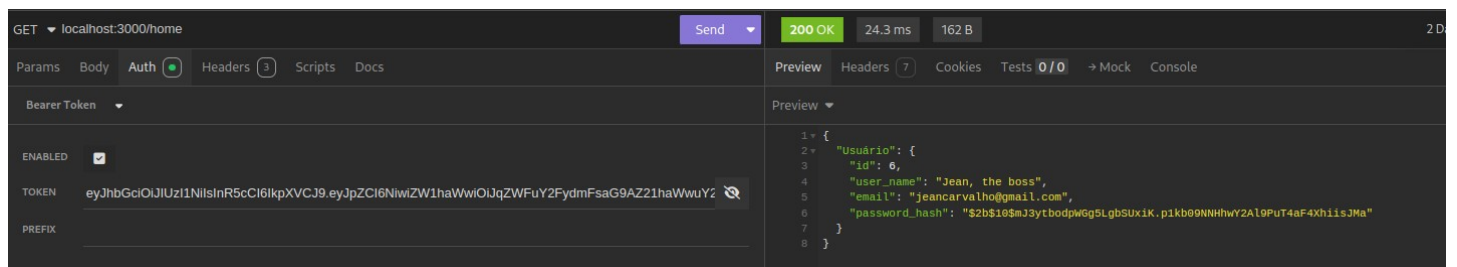 GET localhost:3000/home Send
Params Body Auth Headers 3 Scripts Docs
Bearer Token
ENABLED
TOKEN eyJhbGciOiJIUzI1NiIsInR5cCI6IkpXVCJ9.eyJpZCI6NiwiZW1haWwiOiJqZWFuY2FydmFsaG9AZ21haWwuY2
PREFIX
200 OK 24.3 ms 162 B 2 Da
Preview Headers 7 Cookies Tests 0 / 0 → Mock Console
Preview
1 {
2 "Usuário": {
3 "id": 6,
4 "user_name": "Jean, the boss",
5 "email": "jeancarvalho@gmail.com",
6 "password_hash": "$2b$10$mJ3ytbodpWGg5LgbSUxiK.p1kb09NNHhwY2Al9PuT4aF4XhiisJMa"
7 }
8 }